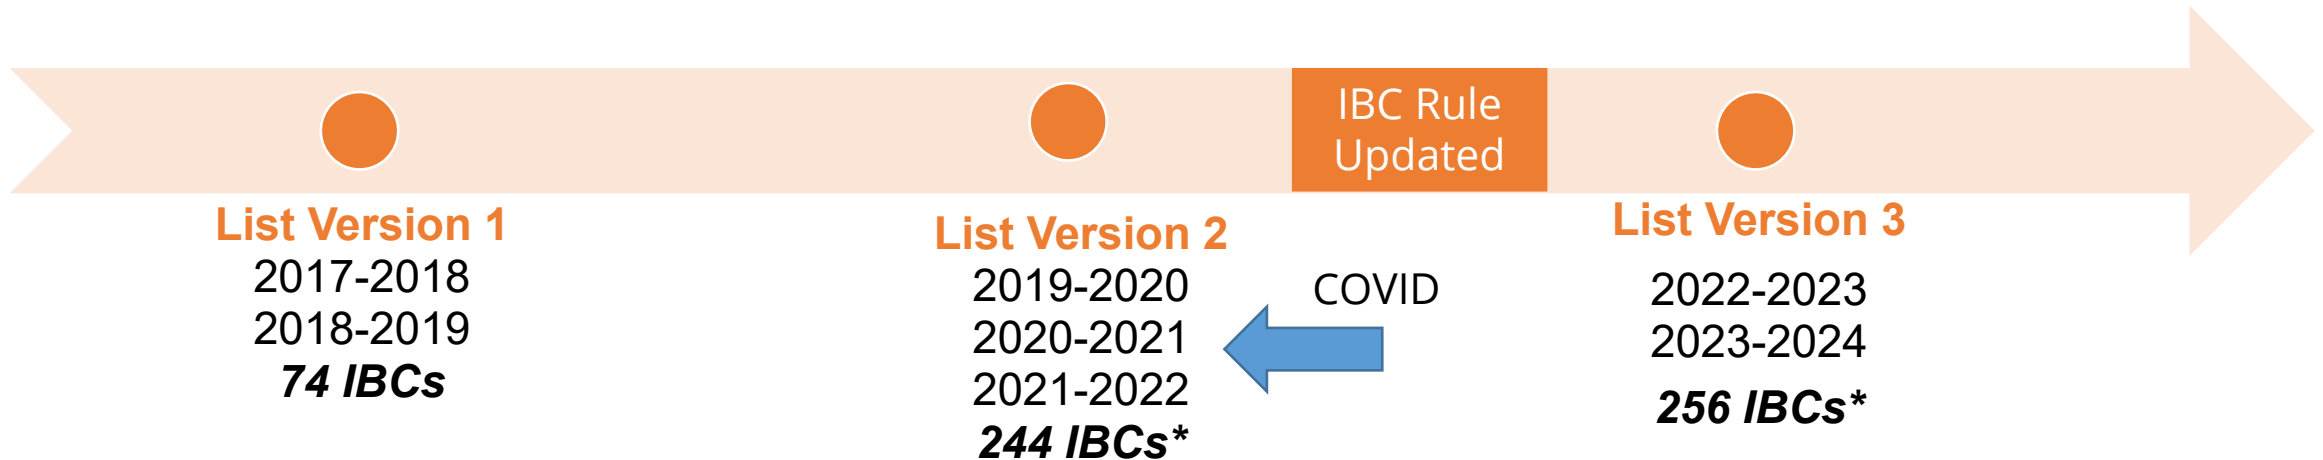 IBC Rule
Updated
List Version 1
2017-2018
2018-2019
74 IBCs
List Version 2
2019-2020
2020-2021
2021-2022
244 IBCs*
COVID
List Version 3
2022-2023
2023-2024
256 IBCs*